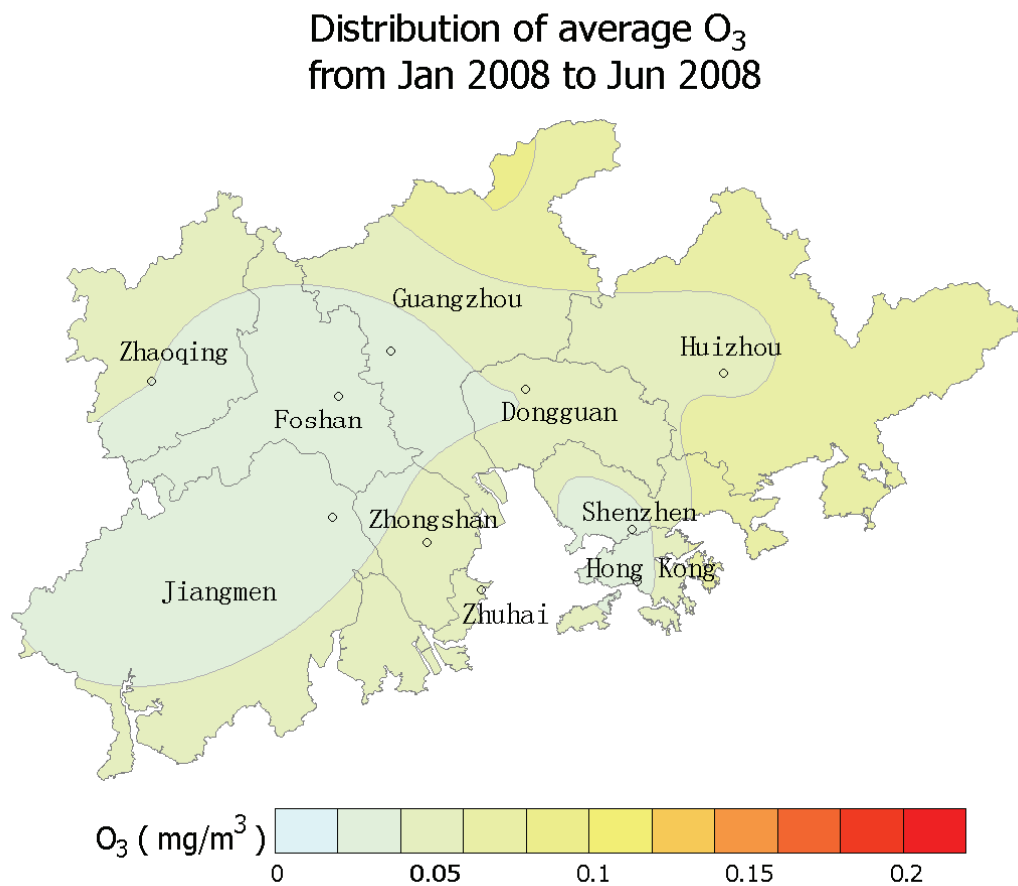 Distribution of average O₃
from Jan 2008 to Jun 2008
Guangzhou
Zhaoqing
Huizhou
Foshan
Dongguan
Zhongshan
Shenzhen
Hong Kong
Jiangmen
Zhuhai
O₃ ( mg/m³ )
0 0.05 0.1 0.15 0.2